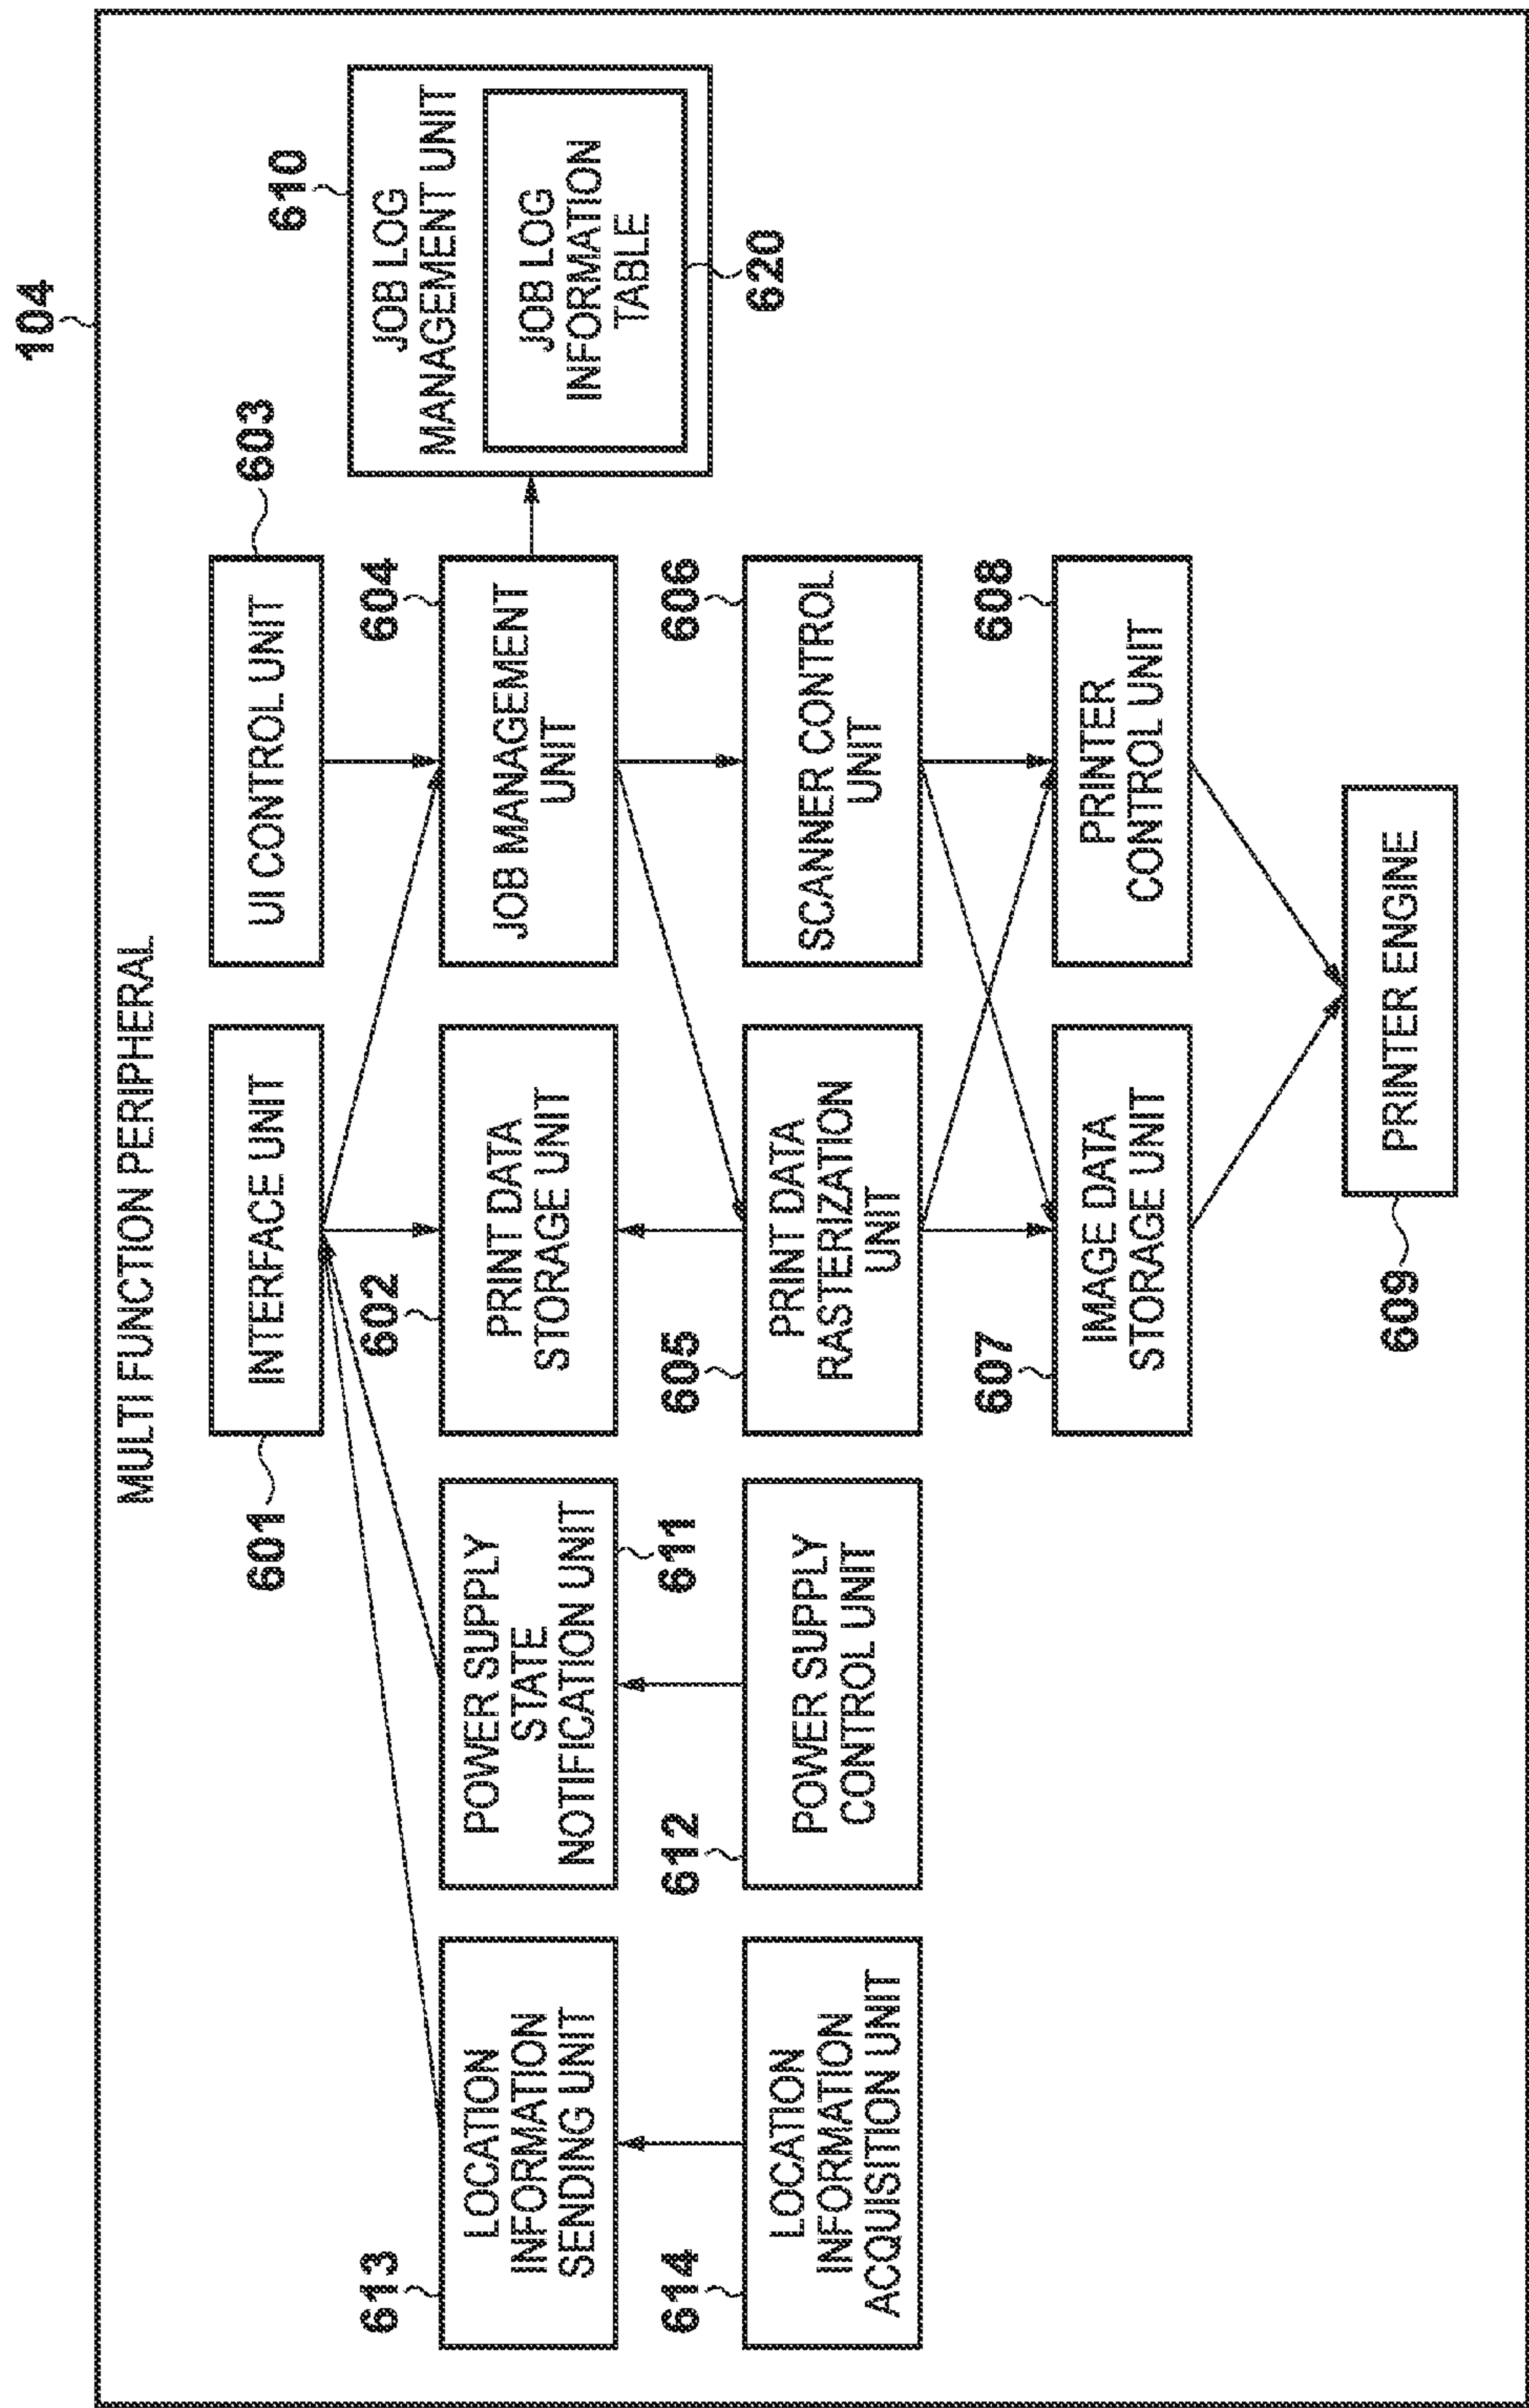 104
MULTI FUNCTION PERIPHERAL
601
INTERFACE UNIT
UI CONTROL UNIT
603
610
JOB LOG
MANAGEMENT UNIT
JOB LOG
INFORMATION
TABLE
620
613
LOCATION
INFORMATION
SENDING UNIT
POWER SUPPLY
STATE
NOTIFICATION UNIT
611
602
PRINT DATA
STORAGE UNIT
604
JOB MANAGEMENT
UNIT
614
LOCATION
INFORMATION
ACQUISITION UNIT
612
POWER SUPPLY
CONTROL UNIT
605
PRINT DATA
RASTERIZATION
UNIT
606
SCANNER CONTROL
UNIT
607
IMAGE DATA
STORAGE UNIT
608
PRINTER
CONTROL UNIT
609
PRINTER ENGINE